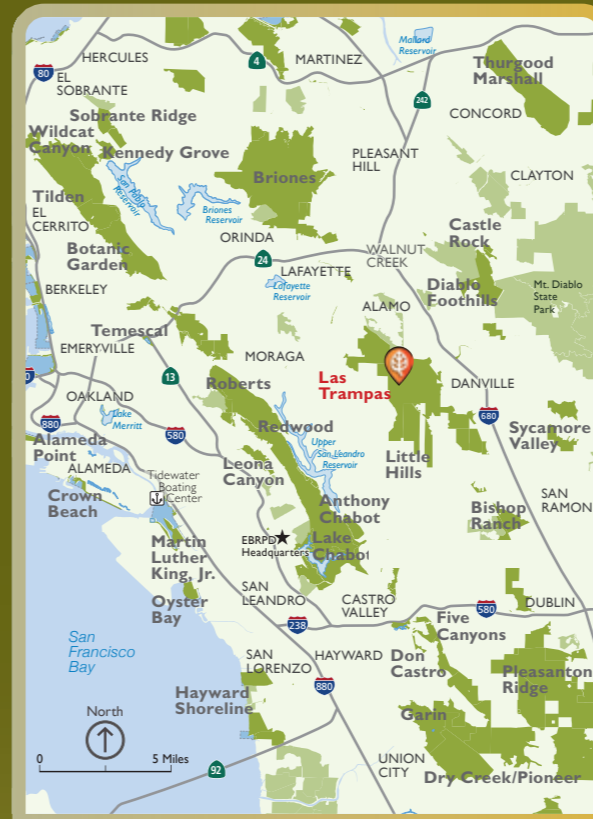 Mallard
Reservoir
HERCULES
4
MARTINEZ
Thurgood
Marshall
80
EL
SOBRANTE
242
CONCORD
Sobrante Ridge
Wildcat
Canyon
Kennedy Grove
PLEASANT
HILL
San Pablo
Reservoir
Briones
CLAYTON
Tilden
Briones
Reservoir
EL
CERRITO
Castle
Rock
ORINDA
WALNUT
CREEK
Botanic
Garden
24
LAFAYETTE
Lafayette
Reservoir
Diablo
Foothills
Mt. Diablo
State
Park
BERKELEY
ALAMO
Temescal
EMERYVILLE
MORAGA
13
Roberts
Las
Trampas
DANVILLE
OAKLAND
Lake
Merritt
880
580
Redwood
680
Sycamore
Valley
Upper
San Leandro
Reservoir
Alameda
Point
ALAMEDA
Leona
Canyon
Little
Hills
Tidewater
Boating
Center
Crown
Beach
SAN
RAMON
Anthony
Chabot
Bishop
Ranch
EBRPD
Headquarters
Lake
Chabot
Martin
Luther
King, Jr.
SAN
LEANDRO
CASTRO
VALLEY
580
DUBLIN
Oyster
Bay
238
Five
Canyons
San
Francisco
Bay
SAN
LORENZO
HAYWARD
Don
Castro
Pleasanton
Ridge
880
Hayward
Shoreline
Garin
North
0
5 Miles
92
UNION
CITY
Dry Creek/Pioneer